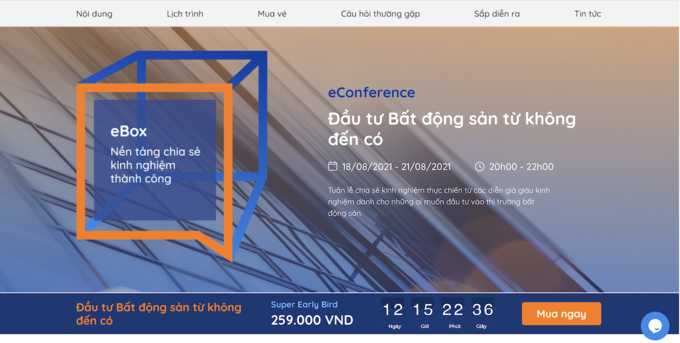 Nội dung
Lịch trình
Mua vé
Câu hỏi thường gặp
Sắp diễn ra
Tin tức
eBox
Nền tảng chia sẻ
kinh nghiệm
thành công
eConference
Đầu tư Bất động sản từ không
đến có
18/08/2021 - 21/08/2021
20h00 - 22h00
Tuần lễ chia sẻ kinh nghiệm thực chiến từ các diễn giả giàu kinh
nghiệm dành cho những ai muốn đầu tư vào thị trường bất
động sản.
Đầu tư Bất động sản từ không
đến có
Super Early Bird
259.000 VND
12 15 22 36
Ngày Giờ Phút Giây
Mua ngay